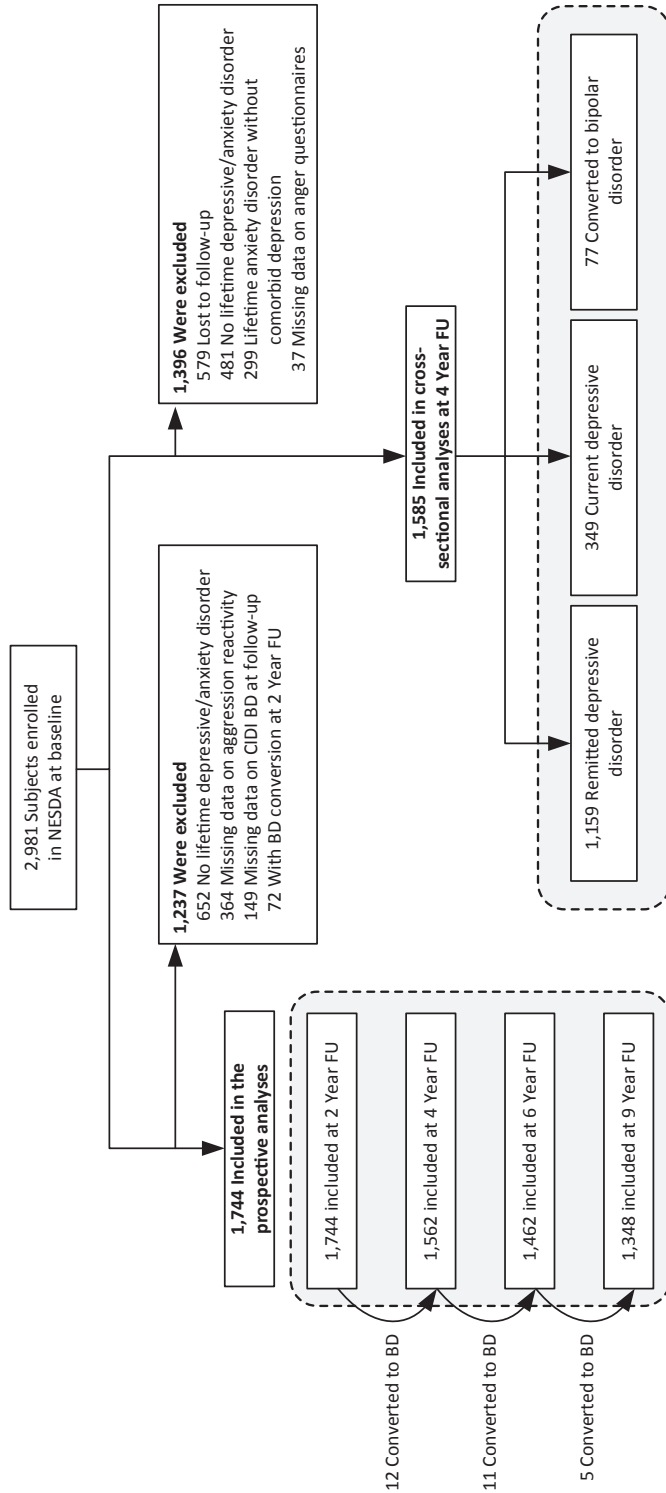 2,981 Subjects enrolled
in NESDA at baseline
1,237 Were excluded
652 No lifetime depressive/anxiety disorder
364 Missing data on aggression reactivity
149 Missing data on CIDI BD at follow-up
72 With BD conversion at 2 Year FU
1,396 Were excluded
579 Lost to follow-up
481 No lifetime depressive/anxiety disorder
299 Lifetime anxiety disorder without
comorbid depression
37 Missing data on anger questionnaires
1,744 Included in the
prospective analyses
1,744 included at 2 Year FU
1,562 included at 4 Year FU
1,462 included at 6 Year FU
1,348 included at 9 Year FU
12 Converted to BD
11 Converted to BD
5 Converted to BD
1,585 Included in cross-
sectional analyses at 4 Year FU
1,159 Remitted depressive
disorder
349 Current depressive
disorder
77 Converted to bipolar
disorder